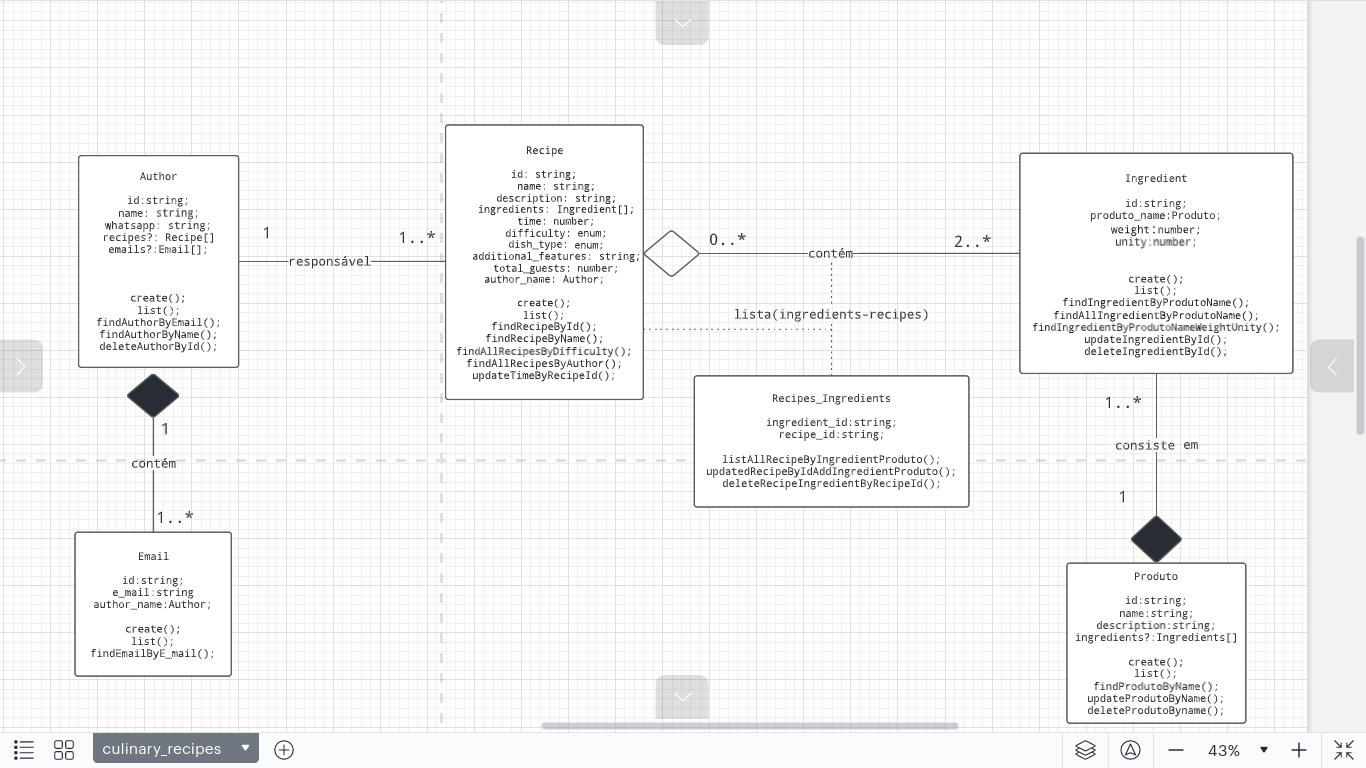 Author
id:string;
name: string;
whatsapp: string;
recipes?: Recipe[]
emails?:Email[];
create();
list();
findAuthorByEmail();
findAuthorByName();
deleteAuthorById();
1
responsável
1..*
Recipe
id: string;
name: string;
description: string;
ingredients: Ingredient[];
time: number;
difficulty: enum;
dish_type: enum;
additional_features: string;
total_guests: number;
author_name: Author;
create();
list();
findRecipeById();
findRecipeByName();
findAllRecipesByDifficulty();
findAllRecipesByAuthor();
updateTimeByRecipeId();
0..*
contém
2..*
lista(ingredients-recipes)
Ingredient
id:string;
produto_name:Produto;
weight:number;
unity:number;
create();
list();
findIngredientByProdutoName();
findAllIngredientByProdutoName();
findIngredientByProdutoNameWeightUnity();
updateIngredientById();
deleteIngredientById();
Recipes_Ingredients
ingredient_id:string;
recipe_id:string;
listAllRecipeByIngredientProduto();
updatedRecipeByIdAddIngredientProduto();
deleteRecipeIngredientByRecipeId();
1
contém
1..*
Email
id:string;
e_mail:string
author_name:Author;
create();
list();
findEmailByE_mail();
1..*
consiste em
1
Produto
id:string;
name:string;
description:string;
ingredients?:Ingredients[]
create();
list();
findProdutoByName();
updateProdutoByName();
deleteProdutoByname();
culinary_recipes
43%